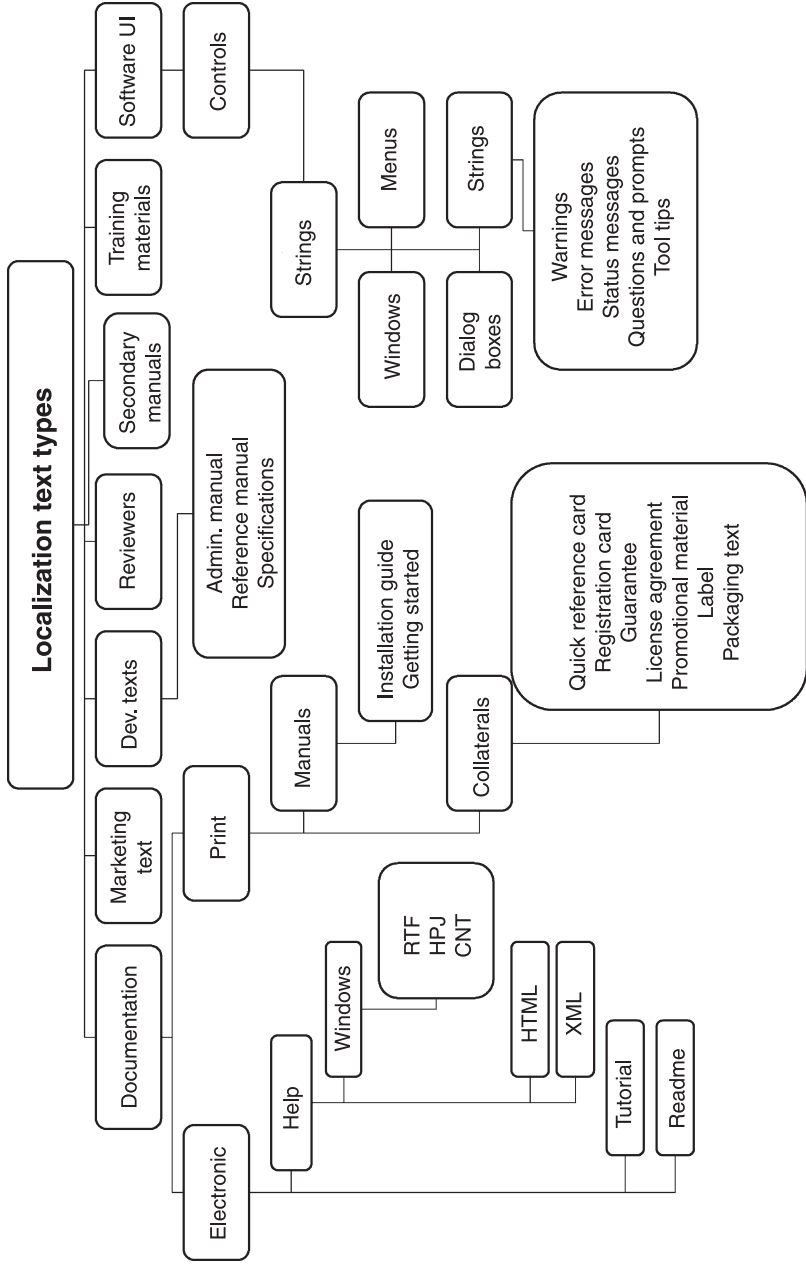 Localization text types
Documentation
Marketing
text
Dev. texts
Reviewers
Secondary
manuals
Training
materials
Software UI
Electronic
Print
Controls
Help
Windows
RTF
HPJ
CNT
HTML
XML
Tutorial
Readme
Manuals
Installation guide
Getting started
Collaterals
Quick reference card
Registration card
Guarantee
License agreement
Promotional material
Label
Packaging text
Admin. manual
Reference manual
Specifications
Strings
Windows
Menus
Dialog
boxes
Strings
Warnings
Error messages
Status messages
Questions and prompts
Tool tips